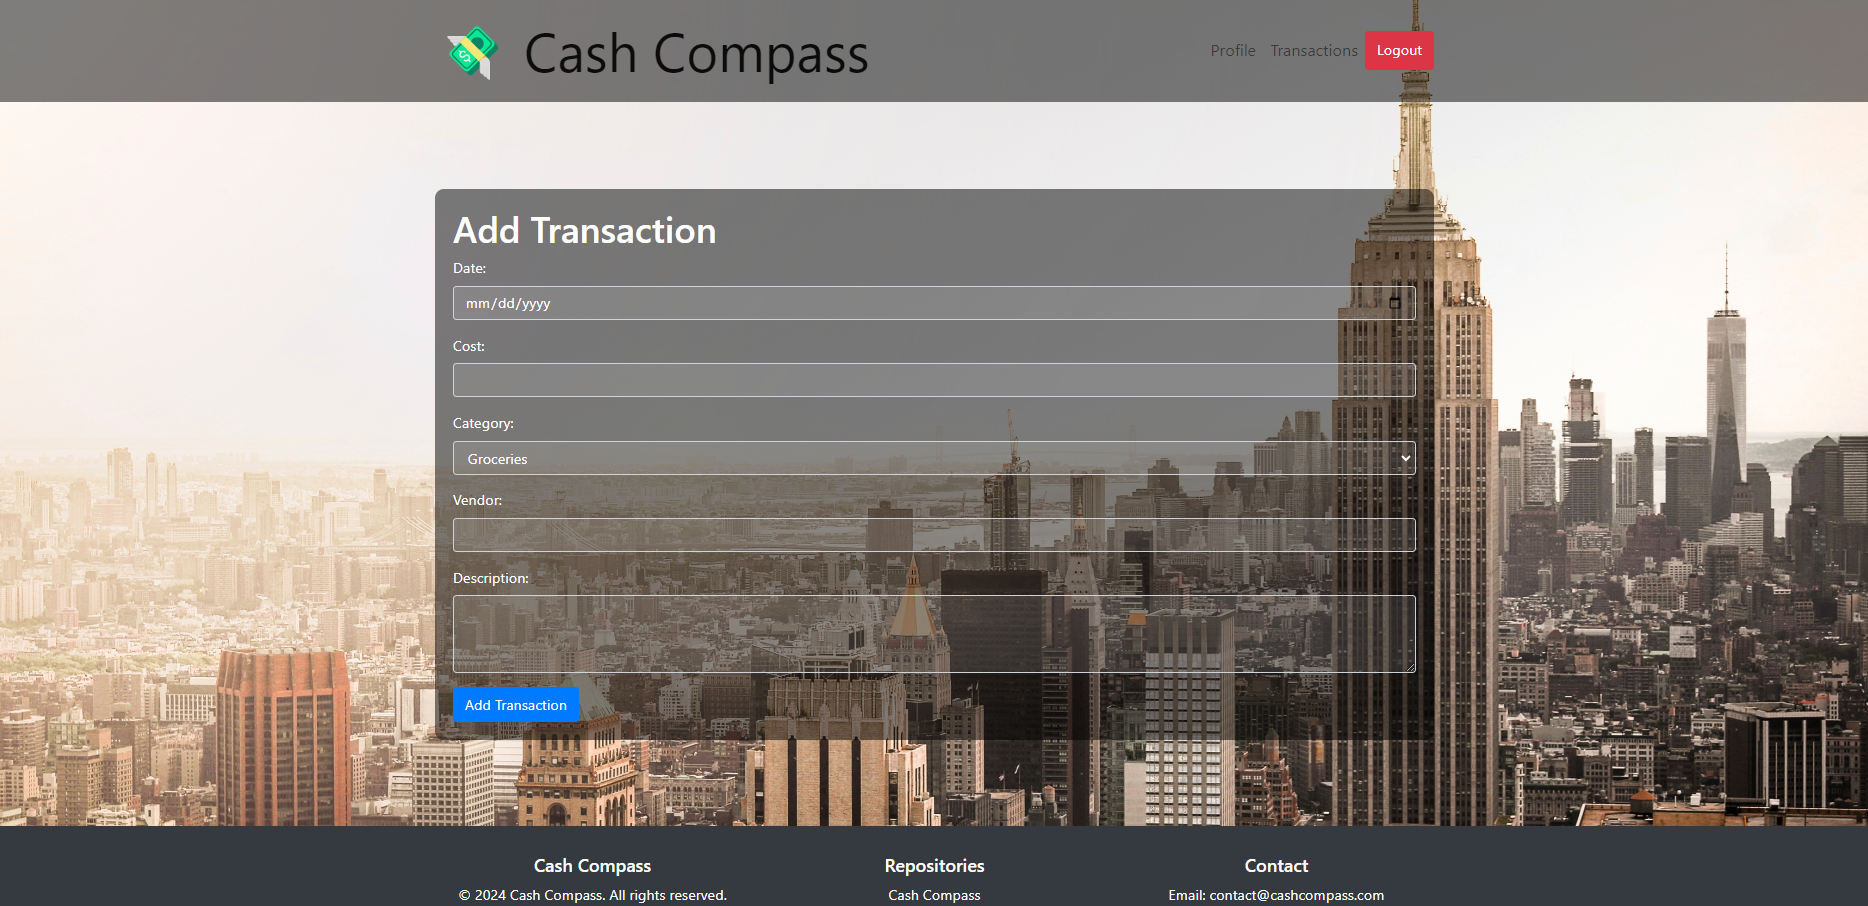 Cash Compass
Profile Transactions Logout
Add Transaction
Date:
mm/dd/yyyy
Cost:
Category:
Groceries
Vendor:
Description:
Add Transaction
Cash Compass Repositories Contact
© 2024 Cash Compass. All rights reserved. Cash Compass Email: contact@cashcompass.com